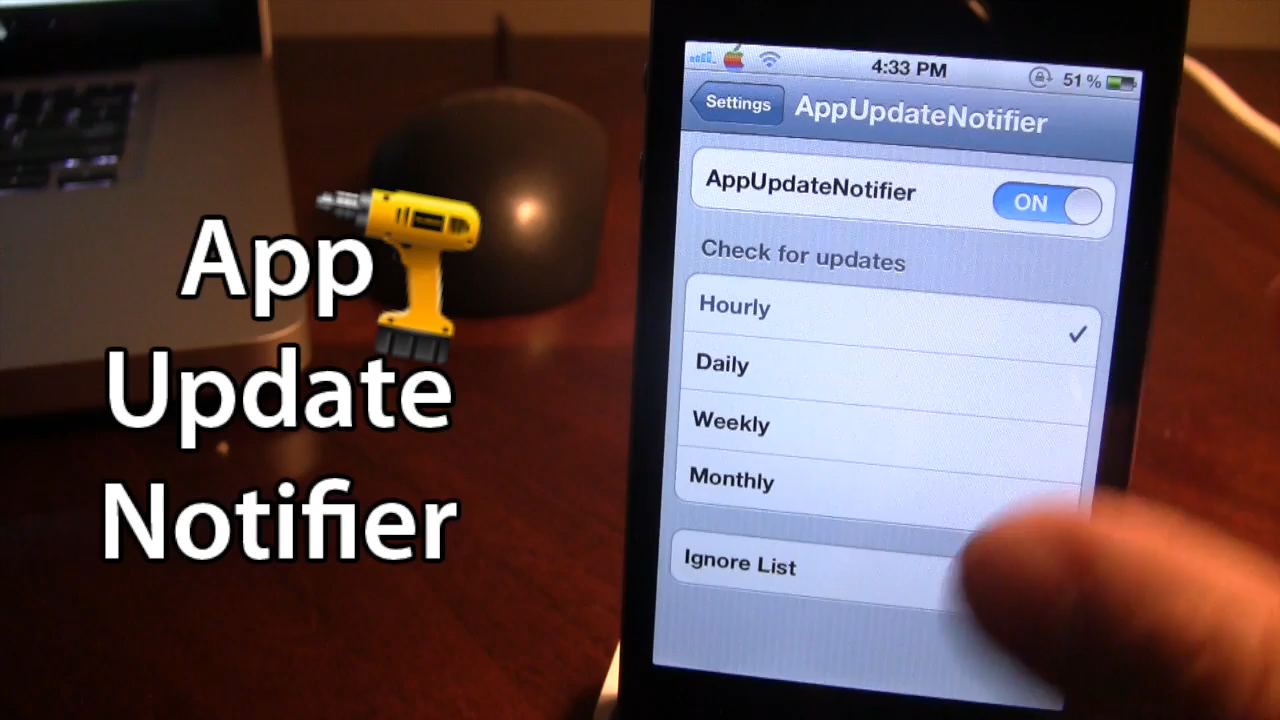 App
Update
Notifier
4:33 PM
51%
Settings
AppUpdateNotifier
AppUpdateNotifier
ON
Check for updates
Hourly
Daily
Weekly
Monthly
Ignore List